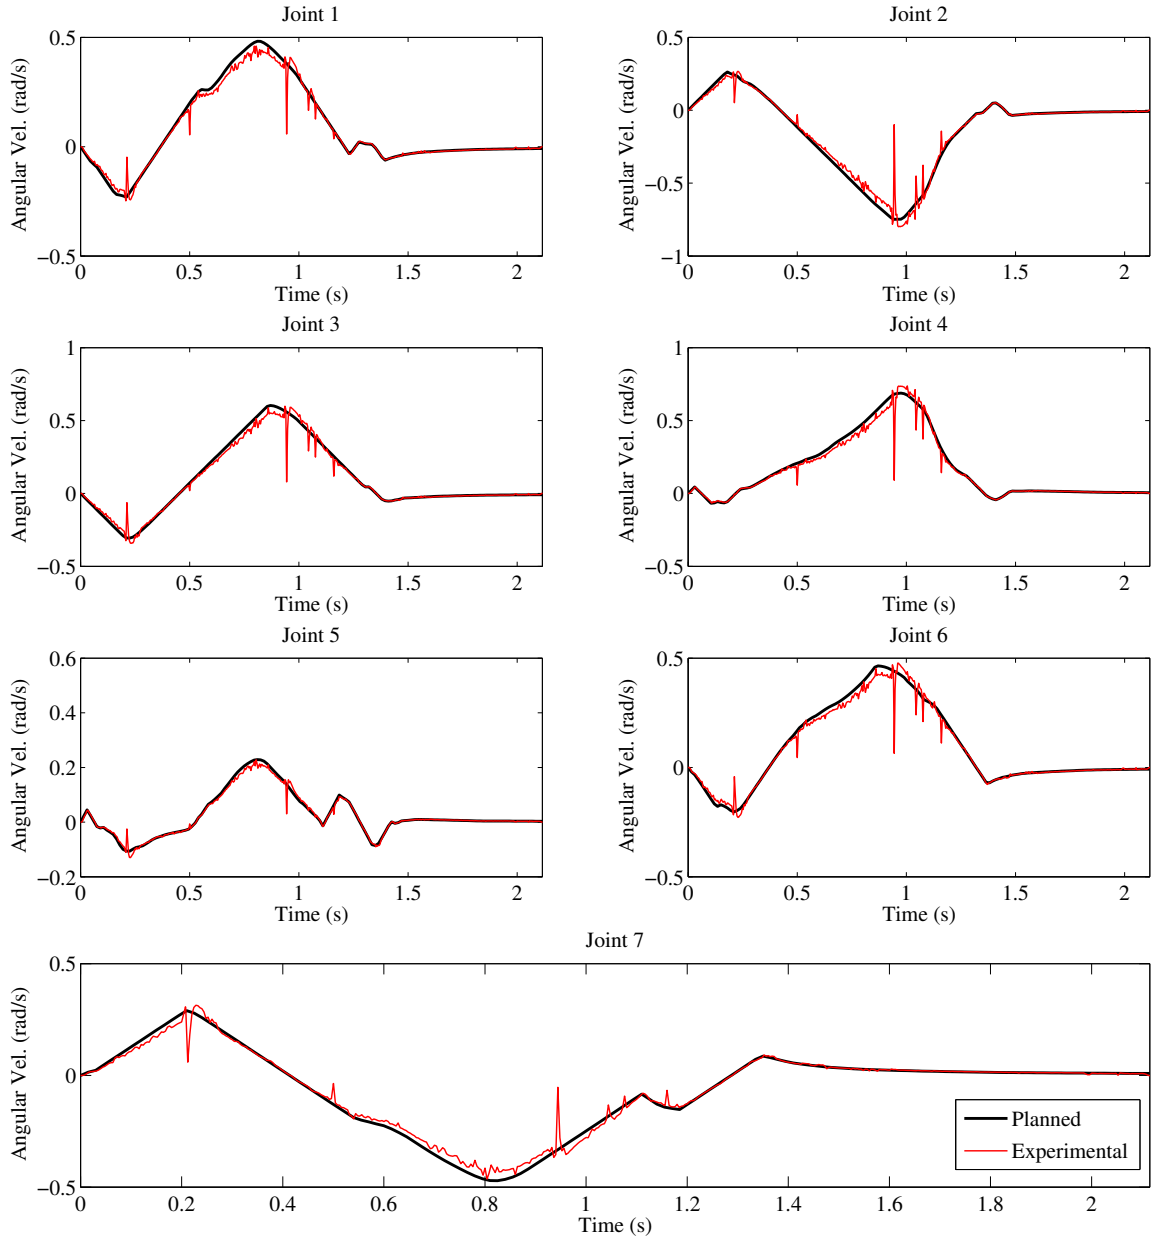 Joint 1
Angular Vel. (rad/s)
0.5
0
−0.5
0 0.5 1 1.5 2
Time (s)
Joint 2
Angular Vel. (rad/s)
1
0
−0.5
−1
0 0.5 1 1.5 2
Time (s)
Joint 3
Angular Vel. (rad/s)
1
0.5
0
−0.5
0 0.5 1 1.5 2
Time (s)
Joint 4
Angular Vel. (rad/s)
1
0.5
0
−0.5
0 0.5 1 1.5 2
Time (s)
Joint 5
Angular Vel. (rad/s)
0.6
0.4
0.2
0
−0.2
0 0.5 1 1.5 2
Time (s)
Joint 6
Angular Vel. (rad/s)
0.5
0
−0.5
0 0.5 1 1.5 2
Time (s)
Joint 7
Angular Vel. (rad/s)
0.5
0
−0.5
0 0.2 0.4 0.6 0.8 1 1.2 1.4 1.6 1.8 2
Time (s)
Planned
Experimental